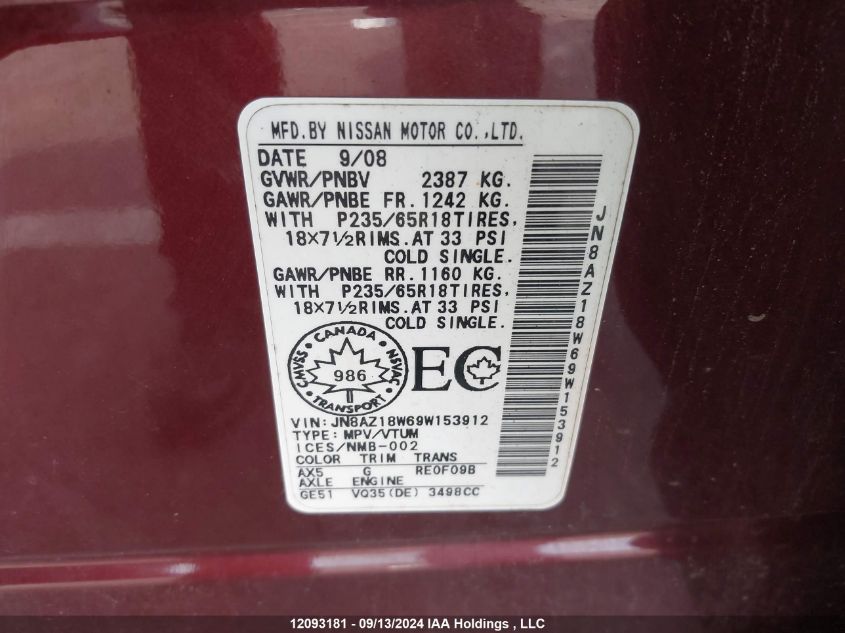 MFD.BY NISSAN MOTOR CO.,LTD.
DATE 9/08
GVWR/PNBV 2387 KG.
GAWR/PNBE FR. 1242 KG.
WITH P235/65R18TIRES,
18×7½RIMS.AT 33 PSI
COLD SINGLE.
GAWR/PNBE RR. 1160 KG.
WITH P235/65R18TIRES,
18×7½RIMS.AT 33 PSI
COLD SINGLE.
CANADA
CMVSS 986 NSVAC
TRANSPORT
EC
VIN: JN8AZ18W69W153912
TYPE: MPV/VTUM
ICES/NMB-002
COLOR TRIM TRANS
AX5 G RE0F09B
AXLE ENGINE
GE51 VQ35(DE) 3498CC
JN8AZ18W69W153912
12093181 - 09/13/2024 IAA Holdings , LLC